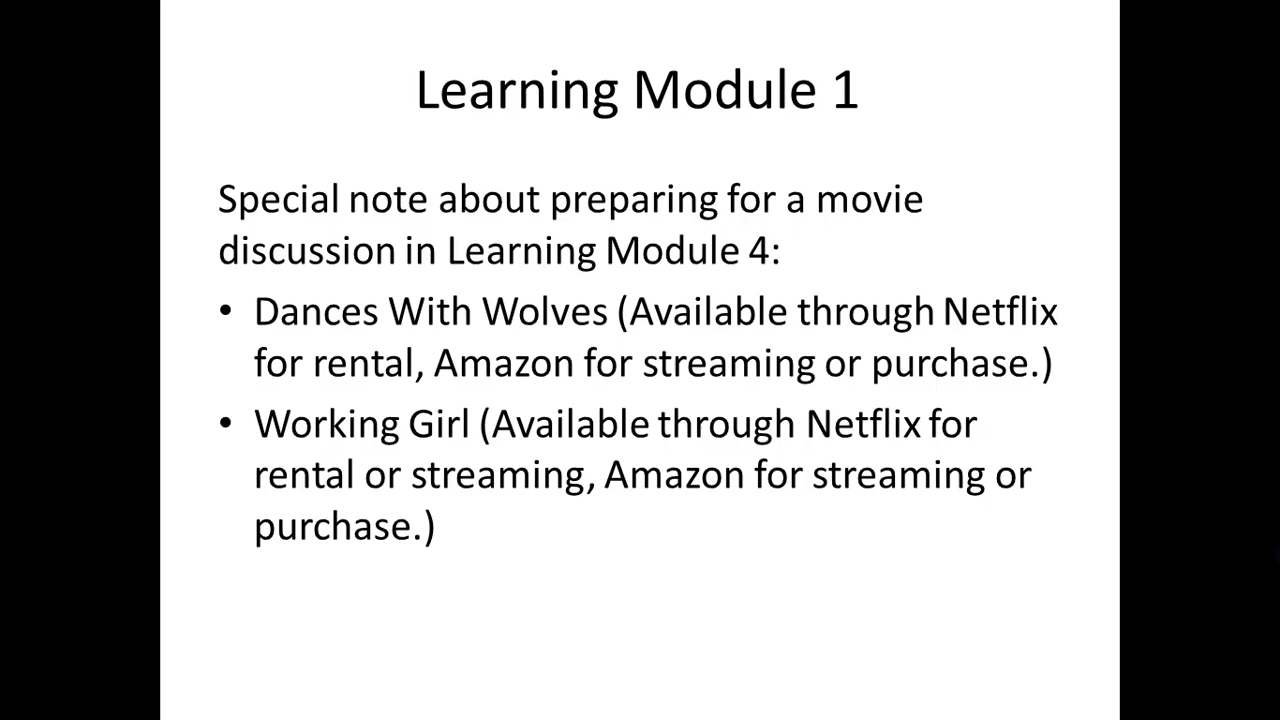 Learning Module 1
Special note about preparing for a movie
discussion in Learning Module 4:
• Dances With Wolves (Available through Netflix
for rental, Amazon for streaming or purchase.)
• Working Girl (Available through Netflix for
rental or streaming, Amazon for streaming or
purchase.)